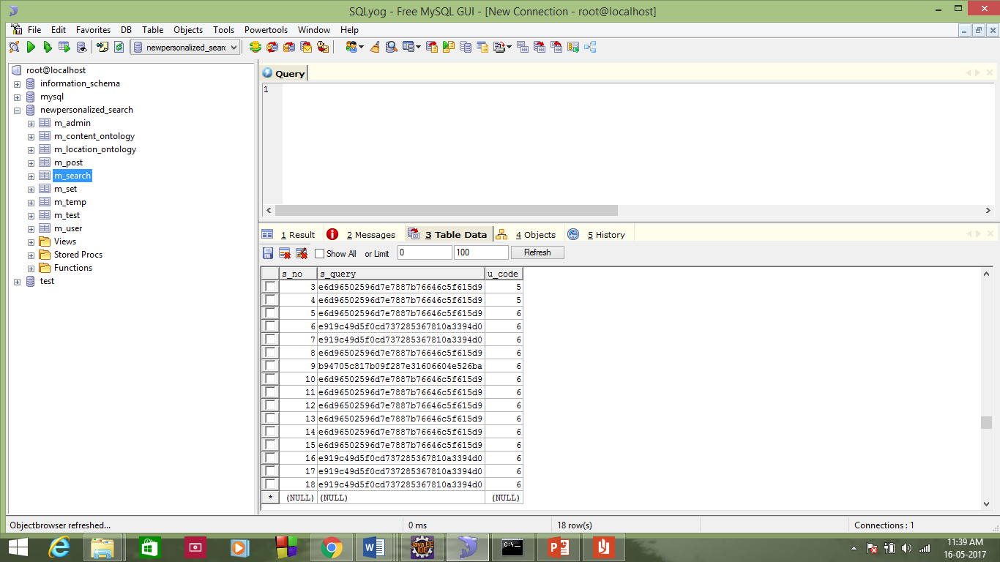 SQLyog - Free MySQL GUI - [New Connection - root@localhost]
File Edit Favorites DB Table Objects Tools Powertools Window Help
newpersonalized_searc
root@localhost
information_schema
mysql
newpersonalized_search
m_admin
m_content_ontology
m_location_ontology
m_post
m_search
m_set
m_temp
m_test
m_user
Views
Stored Procs
Functions
test
Query
1
1 Result 2 Messages 3 Table Data 4 Objects 5 History
Show All or Limit 0 100 Refresh
s_no s_query u_code
3 e6d96502596d7e7887b76646c5f615d9 5
4 e6d96502596d7e7887b76646c5f615d9 5
5 e6d96502596d7e7887b76646c5f615d9 6
6 e919c49d5f0cd737285367810a3394d0 6
7 e919c49d5f0cd737285367810a3394d0 6
8 e6d96502596d7e7887b76646c5f615d9 6
9 b94705c817b09f287e31606604e526ba 6
10 e6d96502596d7e7887b76646c5f615d9 6
11 e6d96502596d7e7887b76646c5f615d9 6
12 e6d96502596d7e7887b76646c5f615d9 6
13 e6d96502596d7e7887b76646c5f615d9 6
14 e6d96502596d7e7887b76646c5f615d9 6
15 e6d96502596d7e7887b76646c5f615d9 6
16 e919c49d5f0cd737285367810a3394d0 6
17 e919c49d5f0cd737285367810a3394d0 6
18 e919c49d5f0cd737285367810a3394d0 6
* (NULL) (NULL) (NULL)
Objectbrowser refreshed... 0 ms 18 row(s) Connections : 1
Java EE
IDE
C:\.
11:39 AM
16-05-2017